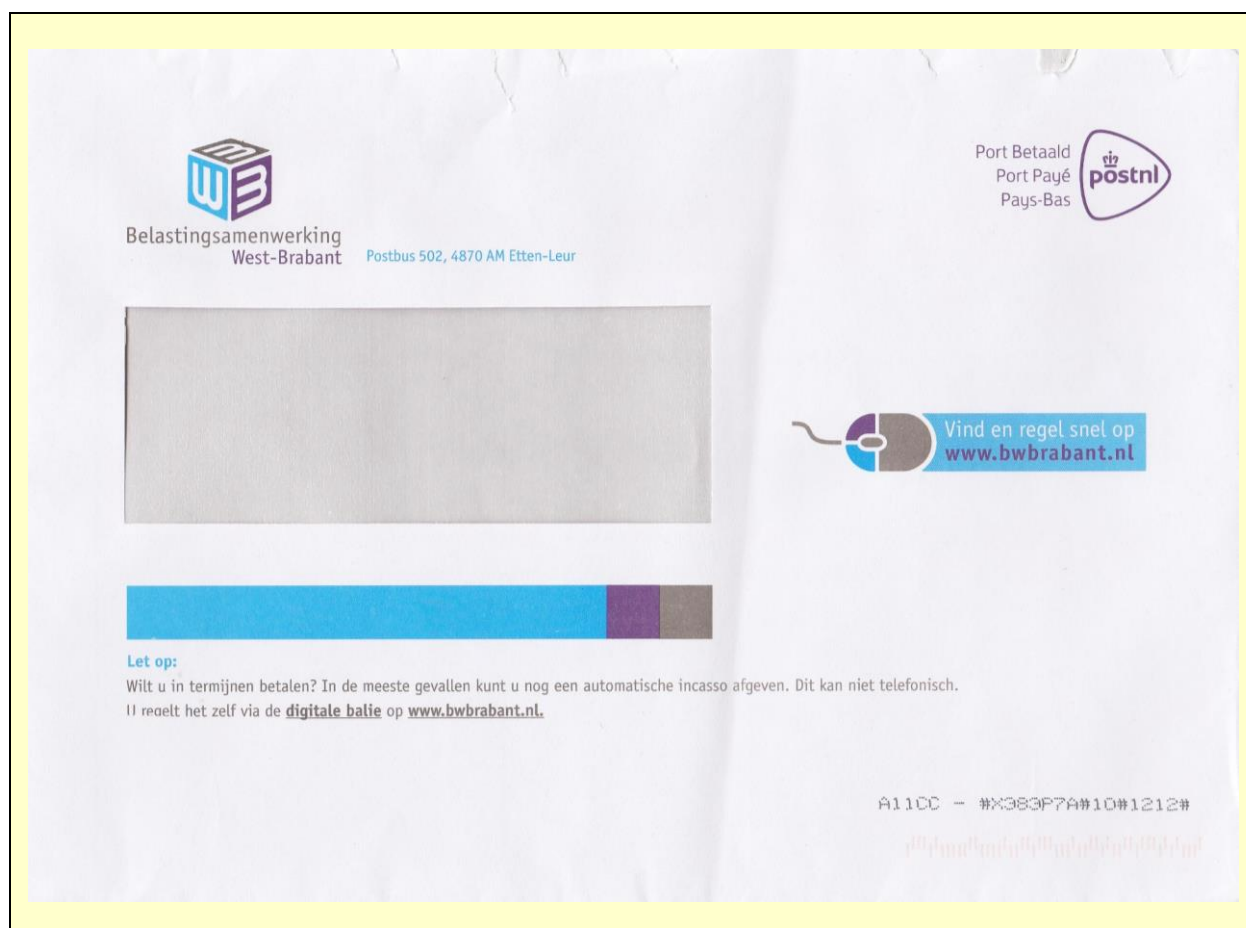 BWB
Belastingsamenwerking
West-Brabant
Postbus 502, 4870 AM Etten-Leur
Port Betaald
Port Payé
Pays-Bas
postnl
Vind en regel snel op
www.bwbrabant.nl
Let op:
Wilt u in termijnen betalen? In de meeste gevallen kunt u nog een automatische incasso afgeven. Dit kan niet telefonisch.
U regelt het zelf via de digitale balie op www.bwbrabant.nl.
A11CC - #X383P7A#10#1212#